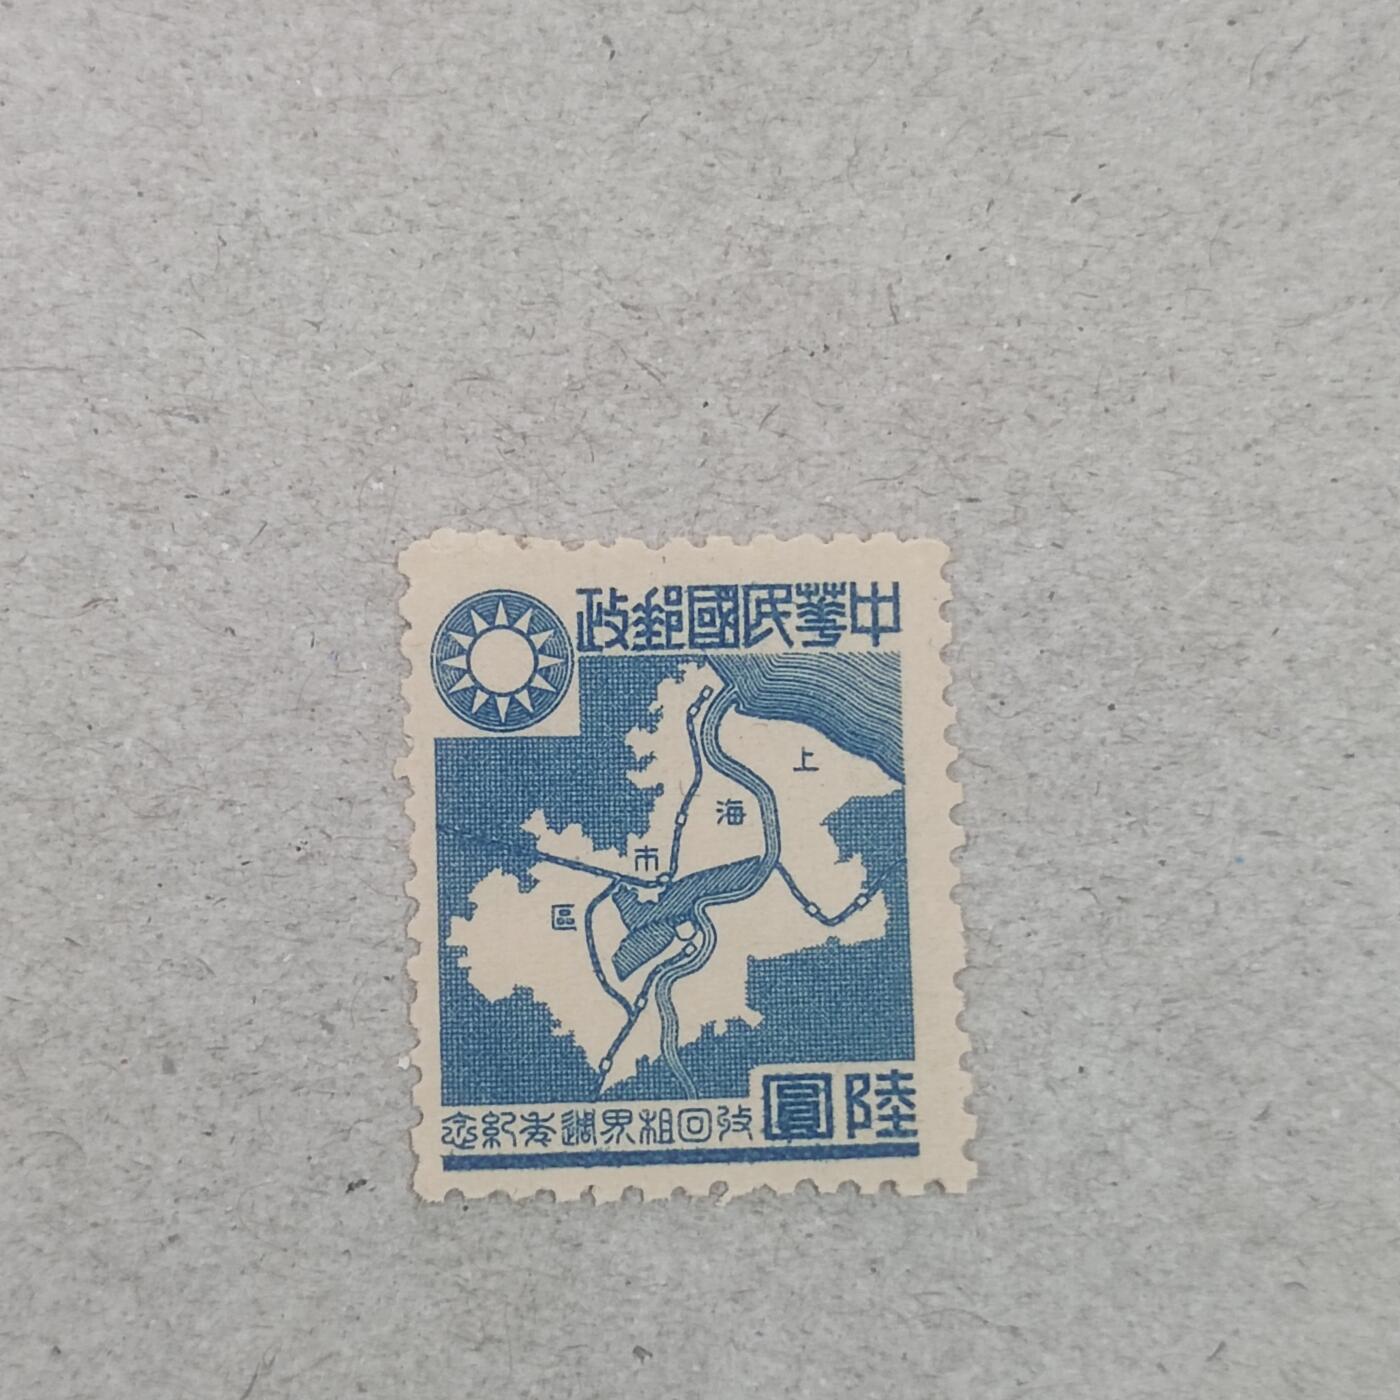 中華民國郵政
上
海
市
區
陸圓
收回租界週年紀念